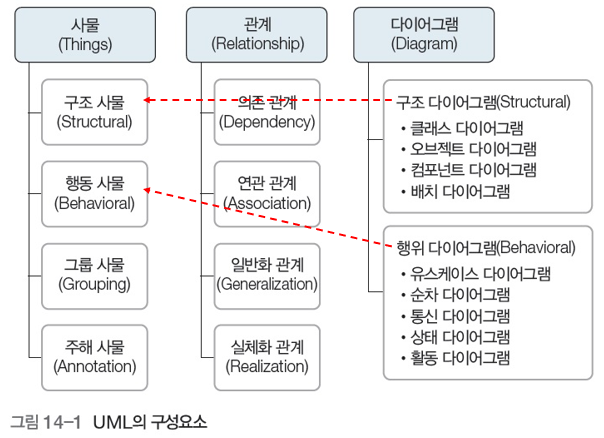 사물
(Things)
구조 사물
(Structural)
행동 사물
(Behavioral)
그룹 사물
(Grouping)
주해 사물
(Annotation)
관계
(Relationship)
의존 관계
(Dependency)
연관 관계
(Association)
일반화 관계
(Generalization)
실체화 관계
(Realization)
다이어그램
(Diagram)
구조 다이어그램(Structural)
• 클래스 다이어그램
• 오브젝트 다이어그램
• 컴포넌트 다이어그램
• 배치 다이어그램
행위 다이어그램(Behavioral)
• 유스케이스 다이어그램
• 순차 다이어그램
• 통신 다이어그램
• 상태 다이어그램
• 활동 다이어그램
그림 14-1 UML의 구성요소